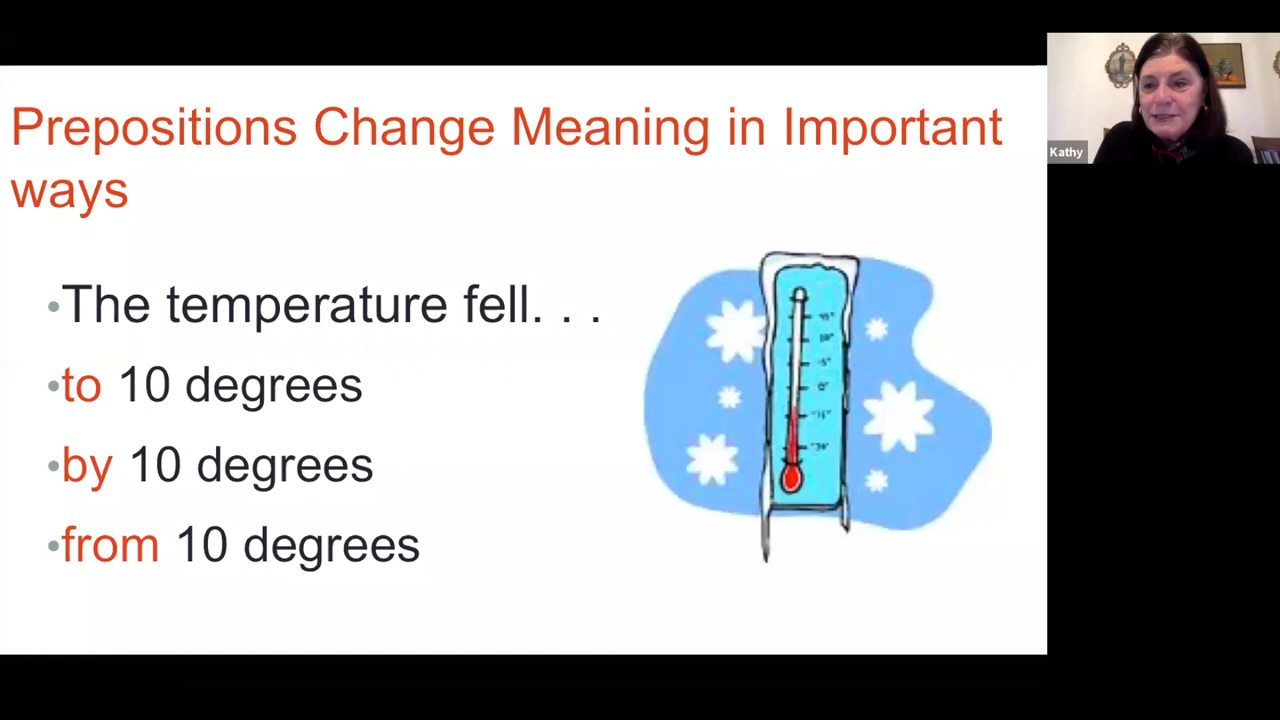 Prepositions Change Meaning in Important
ways
•The temperature fell. . .
•to 10 degrees
•by 10 degrees
•from 10 degrees
Kathy